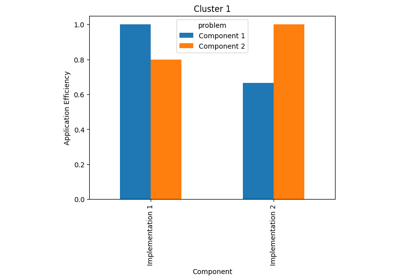 Cluster 1
problem
Component 1
Component 2
Application Efficiency
1.0
0.8
0.6
0.4
0.2
0.0
Implementation 1
Implementation 2
Component